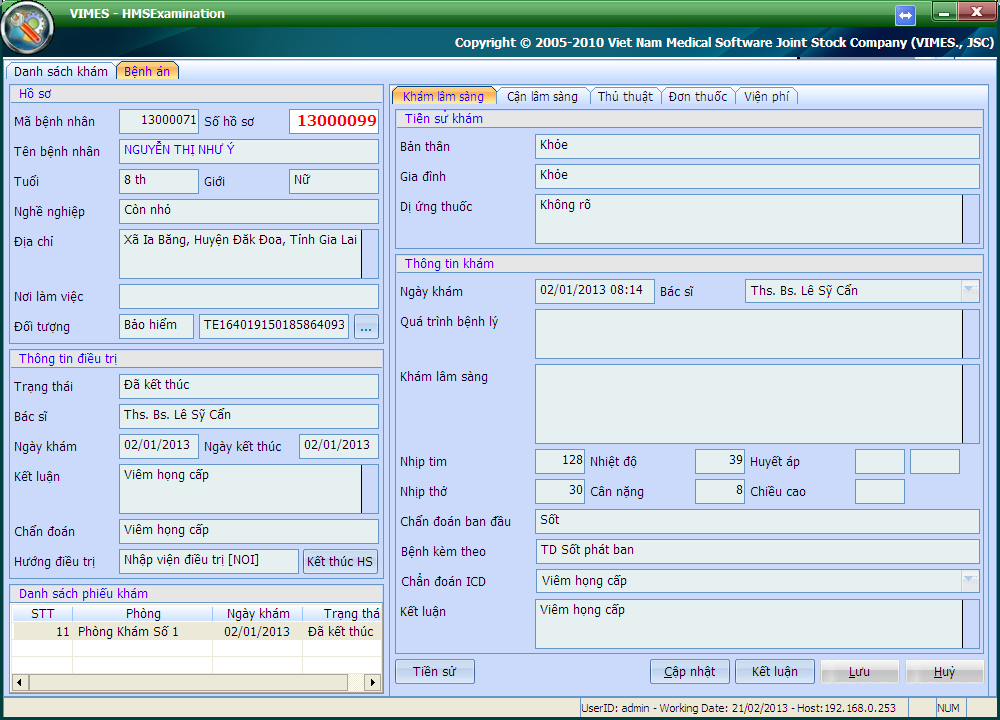 VIMES - HMSExamination
Copyright © 2005-2010 Viet Nam Medical Software Joint Stock Company (VIMES., JSC)
Danh sách khám Bệnh án
Hồ sơ
Mã bệnh nhân 13000071 Số hồ sơ 13000099
Tên bệnh nhân NGUYỄN THỊ NHƯ Ý
Tuổi 8 th Giới Nữ
Nghề nghiệp Còn nhỏ
Địa chỉ Xã Ia Băng, Huyện Đăk Đoa, Tỉnh Gia Lai
Nơi làm việc
Đối tượng Bảo hiểm TE164019150185864093 ...
Thông tin điều trị
Trạng thái Đã kết thúc
Bác sĩ Ths. Bs. Lê Sỹ Cẩn
Ngày khám 02/01/2013 Ngày kết thúc 02/01/2013
Kết luận Viêm họng cấp
Chẩn đoán Viêm họng cấp
Hướng điều trị Nhập viện điều trị [NOI] Kết thúc HS
Danh sách phiếu khám
STT Phòng Ngày khám Trạng thá
11 Phòng Khám Số 1 02/01/2013 Đã kết thúc
Khám lâm sàng Cận lâm sàng Thủ thuật Đơn thuốc Viện phí
Tiền sử khám
Bản thân Khỏe
Gia đình Khỏe
Dị ứng thuốc Không rõ
Thông tin khám
Ngày khám 02/01/2013 08:14 Bác sĩ Ths. Bs. Lê Sỹ Cẩn
Quá trình bệnh lý
Khám lâm sàng
Nhịp tim 128 Nhiệt độ 39 Huyết áp
Nhịp thở 30 Cân nặng 8 Chiều cao
Chẩn đoán ban đầu Sốt
Bệnh kèm theo TD Sốt phát ban
Chẩn đoán ICD Viêm họng cấp
Kết luận Viêm họng cấp
Tiền sử Cập nhật Kết luận Lưu Huỷ
UserID: admin - Working Date: 21/02/2013 - Host:192.168.0.253 NUM